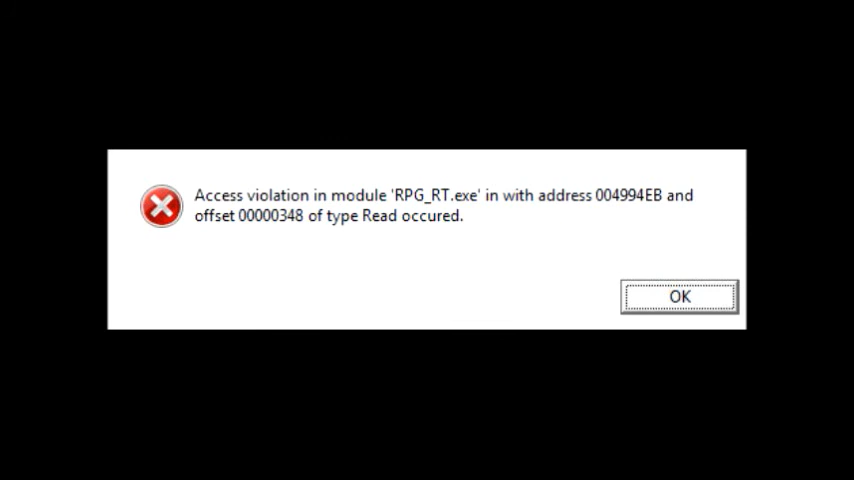 Access violation in module 'RPG_RT.exe' in with address 004994EB and
offset 00000348 of type Read occured.
OK